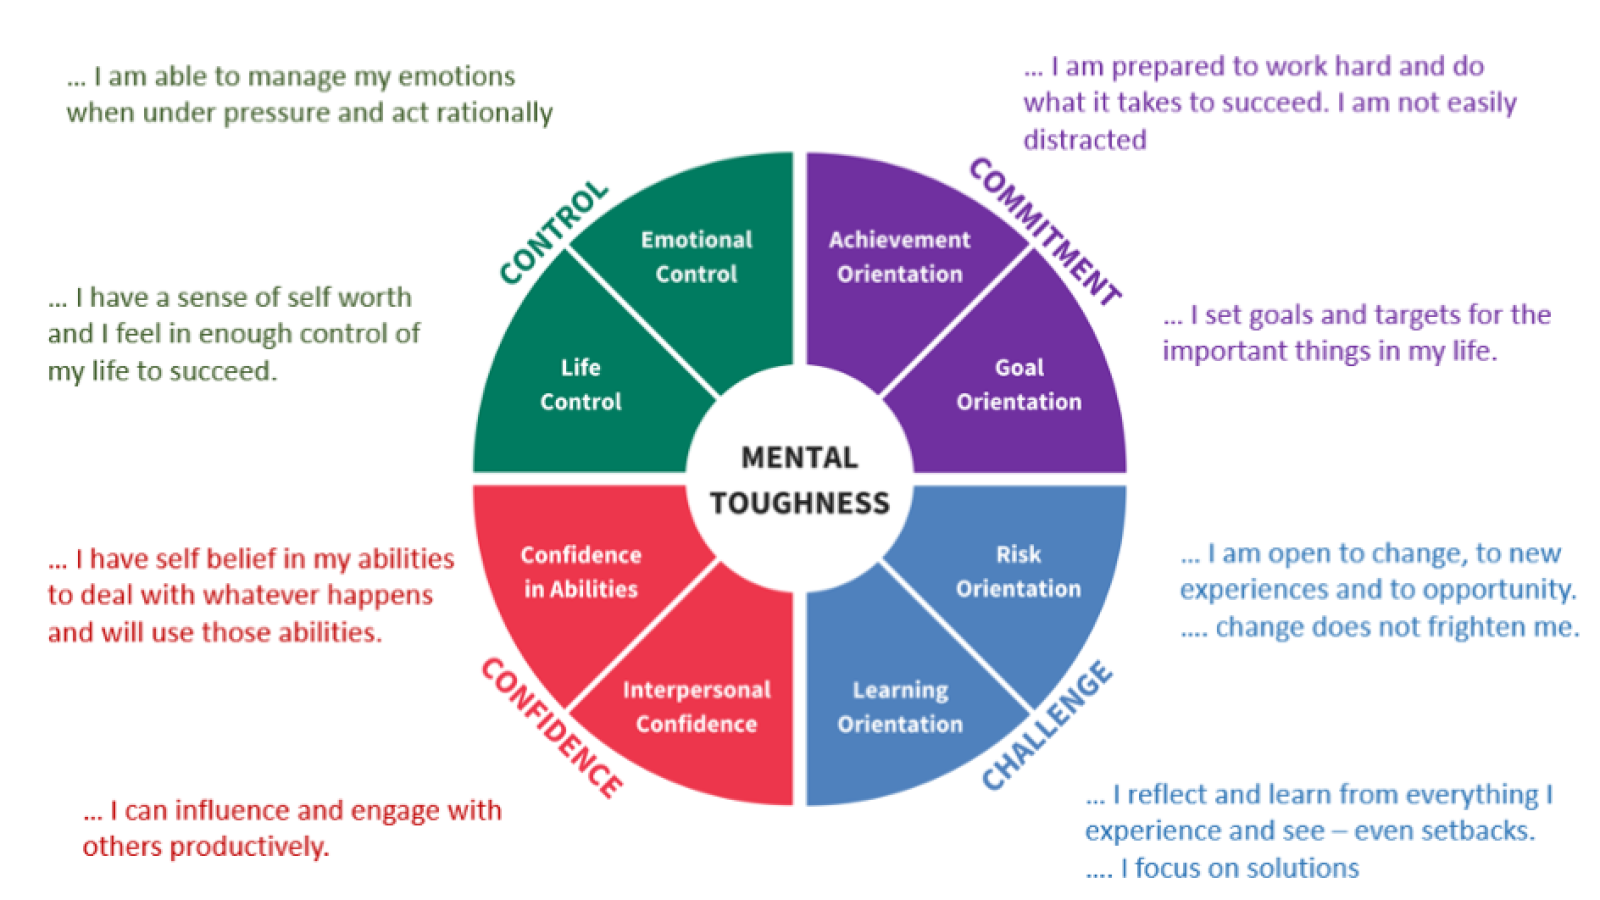 ... I am able to manage my emotions
when under pressure and act rationally
... I am prepared to work hard and do
what it takes to succeed. I am not easily
distracted
CONTROL
COMMITMENT
Emotional
Control
Achievement
Orientation
... I have a sense of self worth
and I feel in enough control of
my life to succeed.
... I set goals and targets for the
important things in my life.
Life
Control
Goal
Orientation
MENTAL
TOUGHNESS
... I have self belief in my abilities
to deal with whatever happens
and will use those abilities.
Confidence
in Abilities
Risk
Orientation
... I am open to change, to new
experiences and to opportunity.
.... change does not frighten me.
CONFIDENCE
Interpersonal
Confidence
Learning
Orientation
CHALLENGE
... I can influence and engage with
others productively.
... I reflect and learn from everything I
experience and see – even setbacks.
.... I focus on solutions